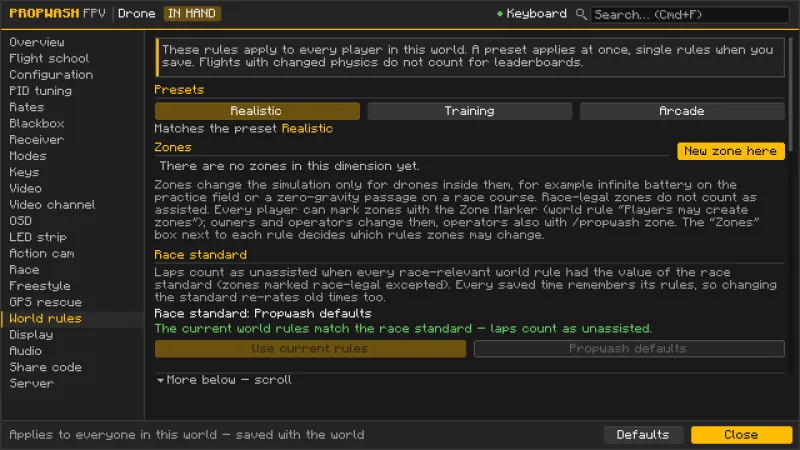 PROPWASH FPV Drone IN HAND
Keyboard
Search... (Cmd+F)
Overview
Flight school
Configuration
PID tuning
Rates
Blackbox
Receiver
Modes
Keys
Video
Video channel
OSD
LED strip
Action cam
Race
Freestyle
GPS rescue
World rules
Display
Audio
Share code
Server
These rules apply to every player in this world. A preset applies at once, single rules when you
save. Flights with changed physics do not count for leaderboards.
Presets
Realistic
Training
Arcade
Matches the preset Realistic
Zones
New zone here
There are no zones in this dimension yet.
Zones change the simulation only for drones inside them, for example infinite battery on the
practice field or a zero-gravity passage on a race course. Race-legal zones do not count as
assisted. Every player can mark zones with the Zone Marker (world rule "Players may create
zones"); owners and operators change them, operators also with /propwash zone. The "Zones"
box next to each rule decides which rules zones may change.
Race standard
Laps count as unassisted when every race-relevant world rule had the value of the race
standard (zones marked race-legal excepted). Every saved time remembers its rules, so changing
the standard re-rates old times too.
Race standard: Propwash defaults
The current world rules match the race standard – laps count as unassisted.
Use current rules
Propwash defaults
More below – scroll
Applies to everyone in this world – saved with the world
Defaults
Close